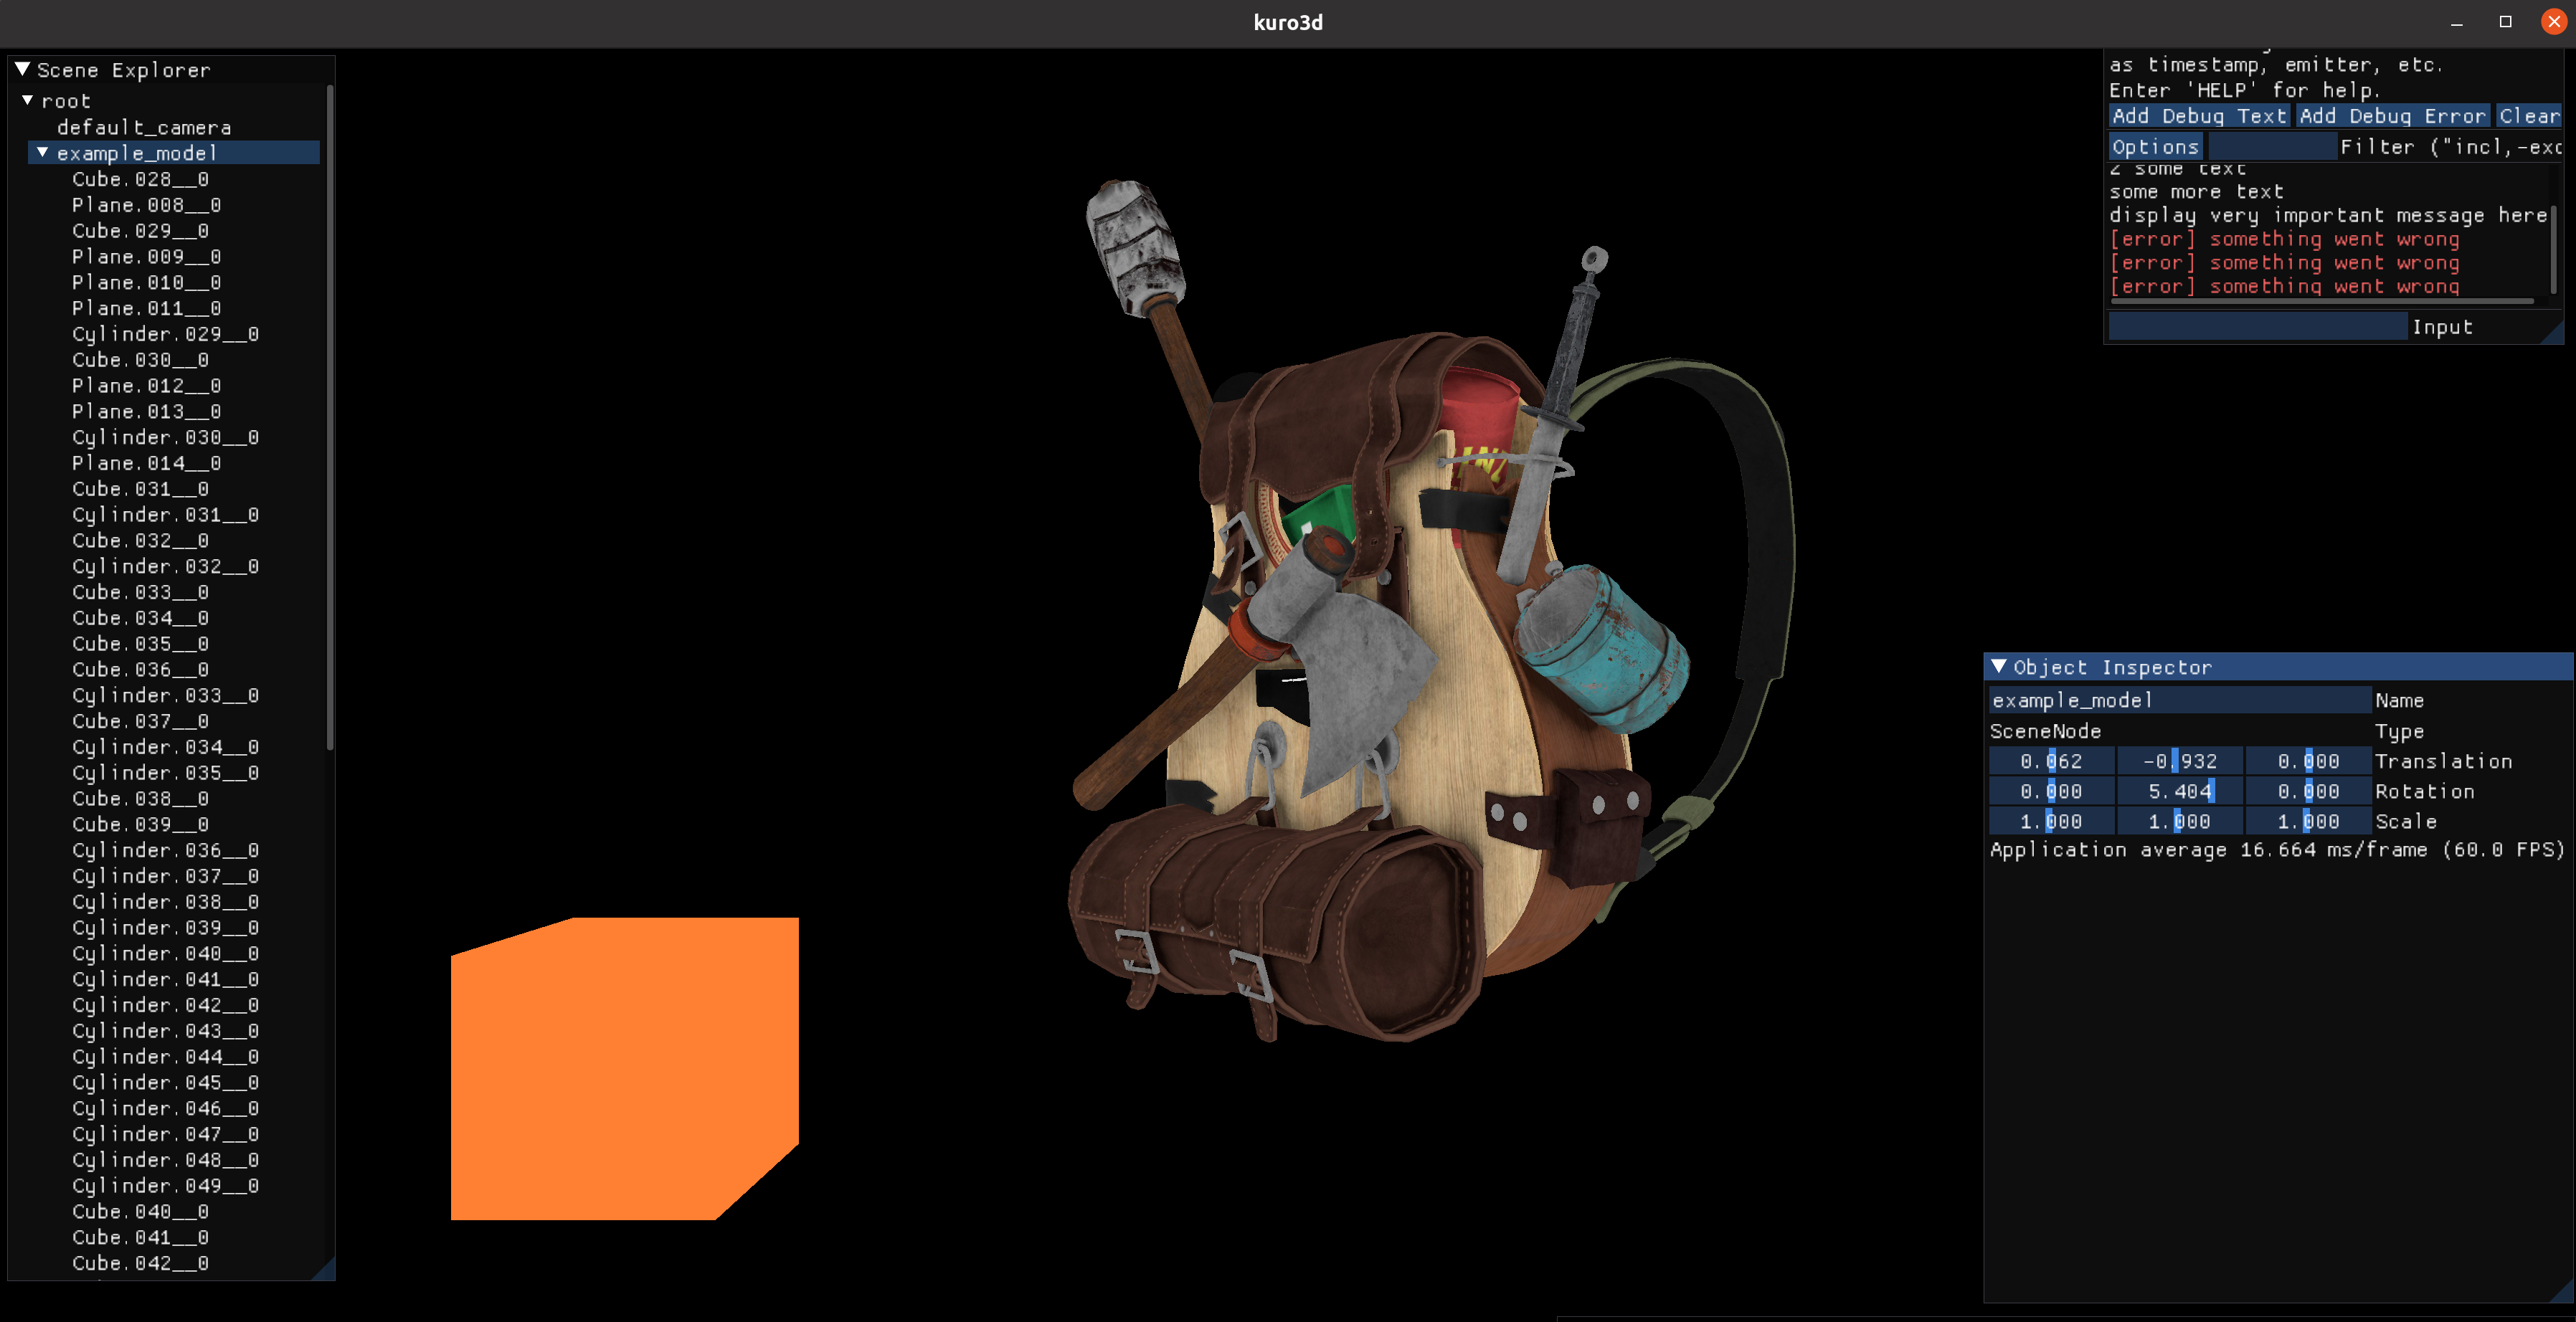 kuro3d
Scene Explorer
root
default_camera
example_model
Cube.028__0
Plane.008__0
Cube.029__0
Plane.009__0
Plane.010__0
Plane.011__0
Cylinder.029__0
Cube.030__0
Plane.012__0
Plane.013__0
Cylinder.030__0
Plane.014__0
Cube.031__0
Cylinder.031__0
Cube.032__0
Cylinder.032__0
Cube.033__0
Cube.034__0
Cube.035__0
Cube.036__0
Cylinder.033__0
Cube.037__0
Cylinder.034__0
Cylinder.035__0
Cube.038__0
Cube.039__0
Cylinder.036__0
Cylinder.037__0
Cylinder.038__0
Cylinder.039__0
Cylinder.040__0
Cylinder.041__0
Cylinder.042__0
Cylinder.043__0
Cylinder.044__0
Cylinder.045__0
Cylinder.046__0
Cylinder.047__0
Cylinder.048__0
Cylinder.049__0
Cube.040__0
Cube.041__0
Cube.042__0
as timestamp, emitter, etc.
Enter 'HELP' for help.
Add Debug Text Add Debug Error Clear
Options Filter ("incl,-exc
2 some text
some more text
display very important message here
[error] something went wrong
[error] something went wrong
[error] something went wrong
Input
Object Inspector
example_model Name
SceneNode Type
0.062 -0.932 0.000 Translation
0.000 5.404 0.000 Rotation
1.000 1.000 1.000 Scale
Application average 16.664 ms/frame (60.0 FPS)